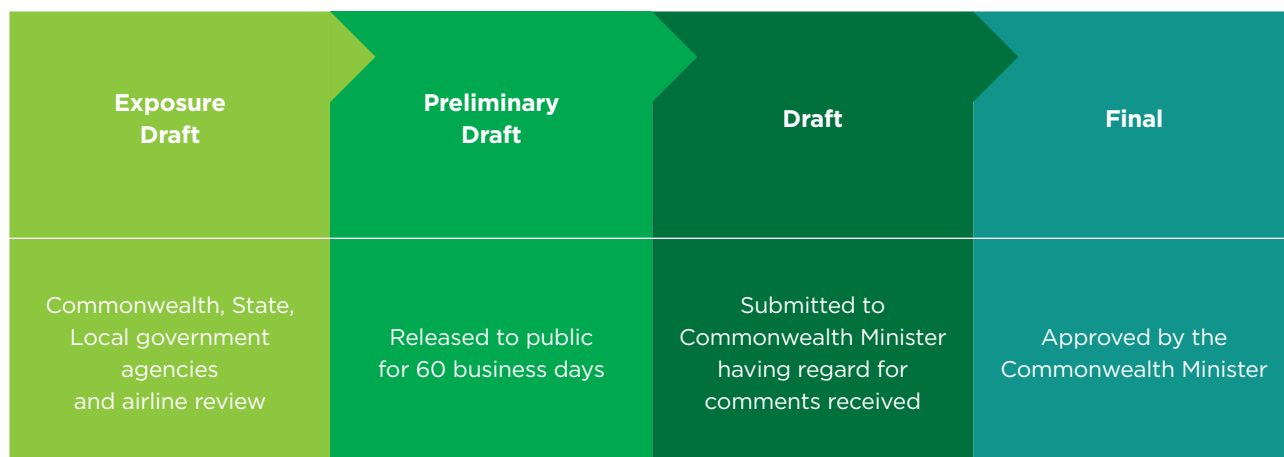 Exposure
Draft
Preliminary
Draft
Draft
Final
Commonwealth, State,
Local government
agencies
and airline review
Released to public
for 60 business days
Submitted to
Commonwealth Minister
having regard for
comments received
Approved by the
Commonwealth Minister